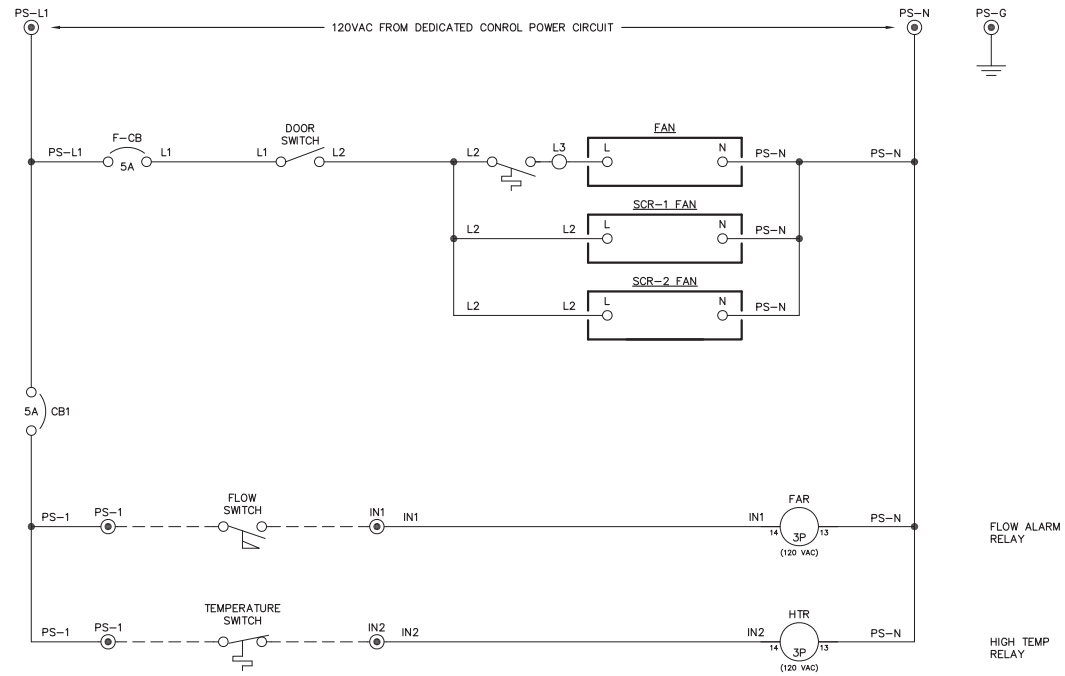 PS-L1
PS-N
PS-G
120VAC FROM DEDICATED CONROL POWER CIRCUIT
F-CB
DOOR
SWITCH
FAN
PS-L1
5A
L1
L1
L2
L2
L3
L
N
PS-N
PS-N
SCR-1 FAN
L2
L2
L
N
PS-N
SCR-2 FAN
L2
L2
L
N
PS-N
5A
CB1
FLOW
SWITCH
FAR
PS-1
PS-1
IN1
IN1
IN1
14
3P
13
PS-N
(120 VAC)
FLOW ALARM
RELAY
TEMPERATURE
SWITCH
HTR
PS-1
PS-1
IN2
IN2
IN2
14
3P
13
PS-N
(120 VAC)
HIGH TEMP
RELAY